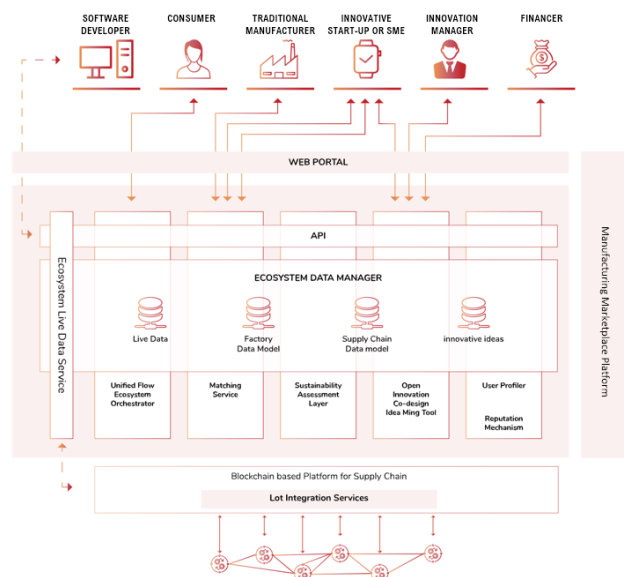 SOFTWARE
DEVELOPER
CONSUMER
TRADITIONAL
MANUFACTURER
INNOVATIVE
START-UP OR SME
INNOVATION
MANAGER
FINANCER
$
WEB PORTAL
API
ECOSYSTEM DATA MANAGER
Live Data
Factory
Data Model
Supply Chain
Data model
innovative ideas
Ecosystem Live Data Service
Unified Flow
Ecosystem
Orchestrator
Matching
Service
Sustainability
Assessment
Layer
Open
Innovation
Co-design
Idea Ming Tool
User Profiler
Reputation
Mechanism
Manufacturing Marketplace Platform
Blockchain based Platform for Supply Chain
Lot Integration Services